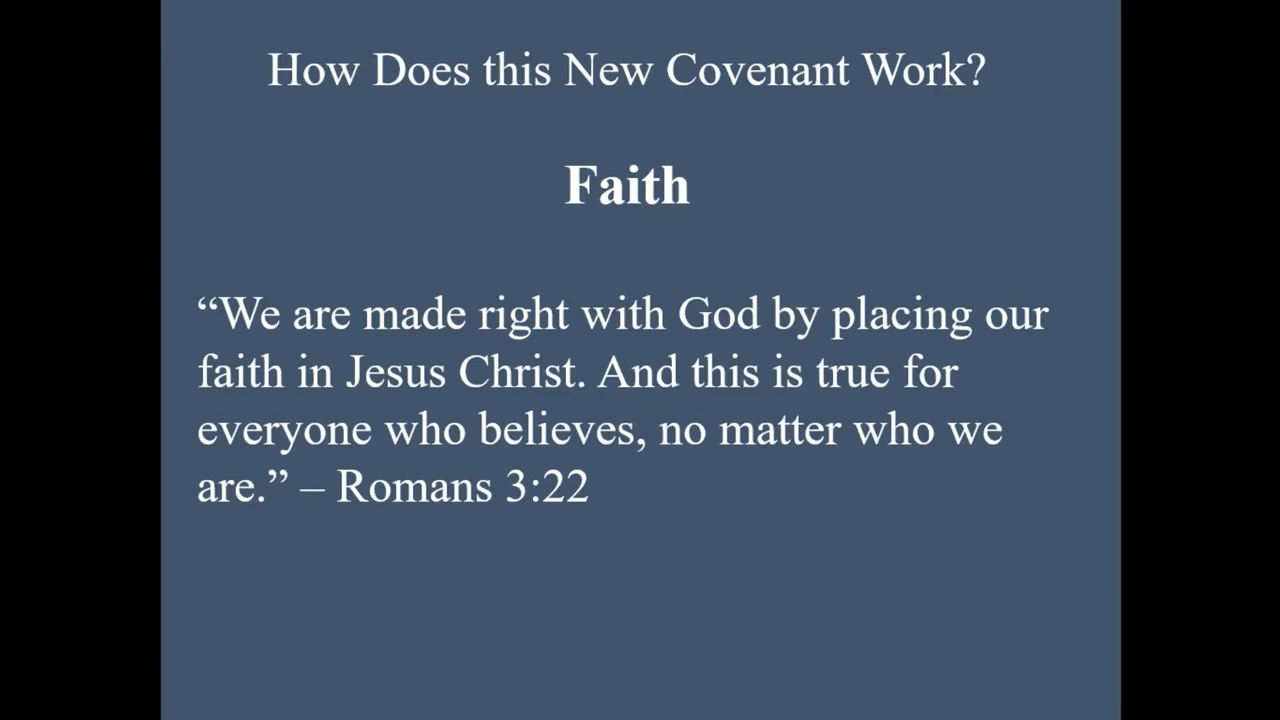 How Does this New Covenant Work?
Faith
“We are made right with God by placing our
faith in Jesus Christ. And this is true for
everyone who believes, no matter who we
are.” – Romans 3:22